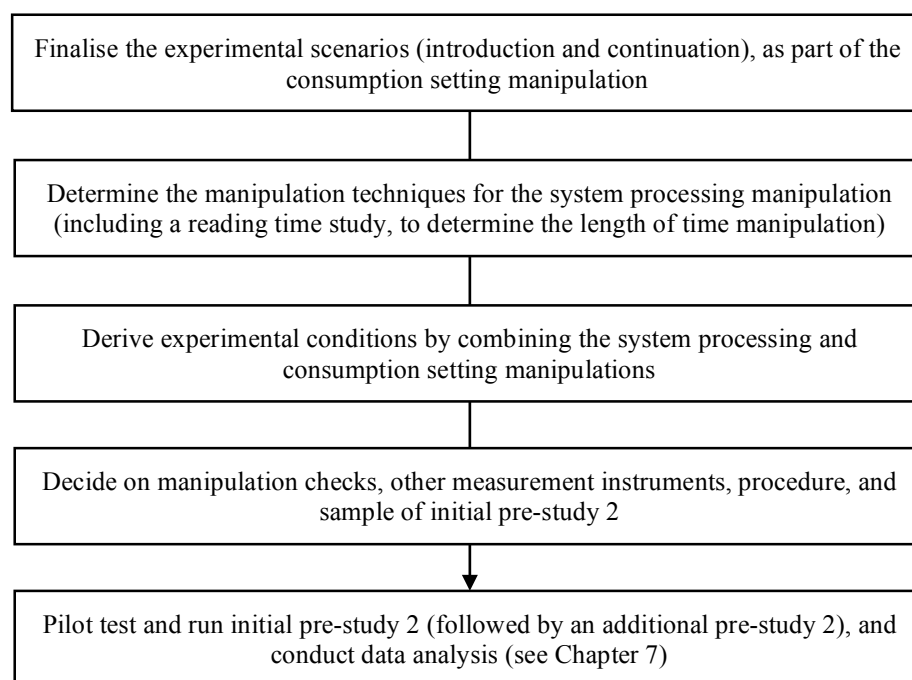 Finalise the experimental scenarios (introduction and continuation), as part of the
consumption setting manipulation
Determine the manipulation techniques for the system processing manipulation
(including a reading time study, to determine the length of time manipulation)
Derive experimental conditions by combining the system processing and
consumption setting manipulations
Decide on manipulation checks, other measurement instruments, procedure, and
sample of initial pre-study 2
Pilot test and run initial pre-study 2 (followed by an additional pre-study 2), and
conduct data analysis (see Chapter 7)